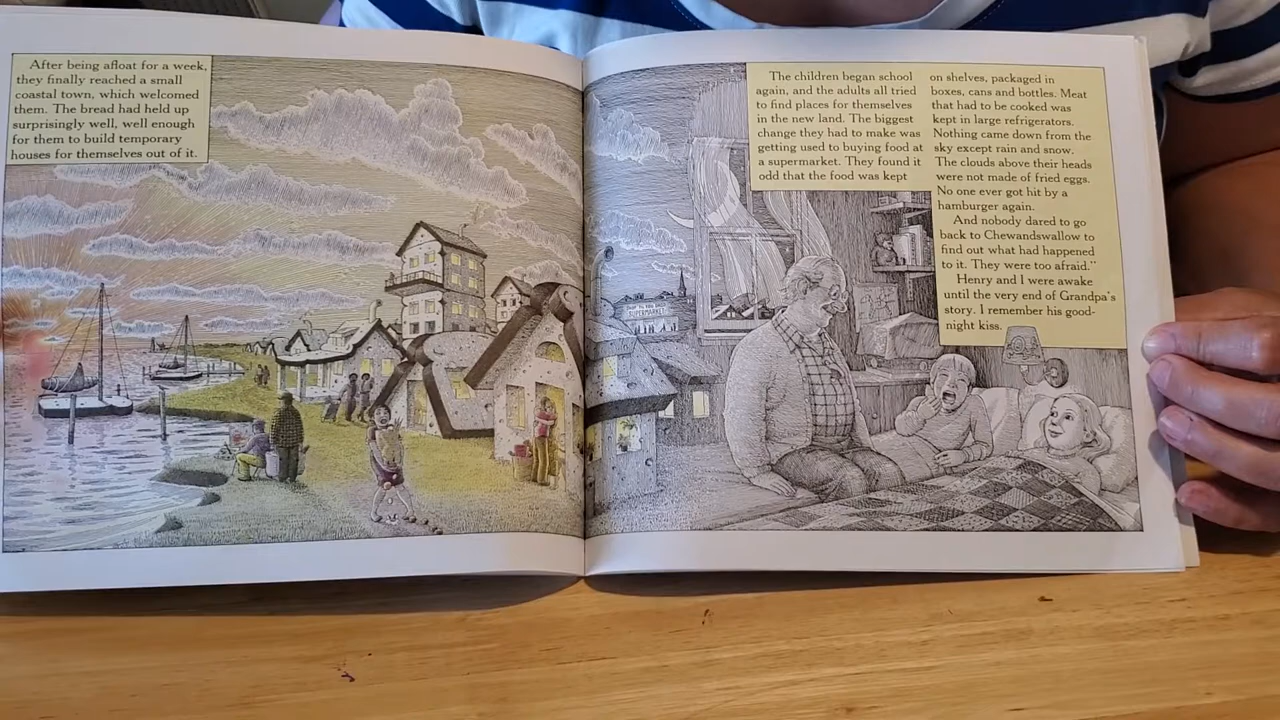 After being afloat for a week,
they finally reached a small
coastal town, which welcomed
them. The bread had held up
surprisingly well, well enough
for them to build temporary
houses for themselves out of it.
The children began school
again, and the adults all tried
to find places for themselves
in the new land. The biggest
change they had to make was
getting used to buying food at
a supermarket. They found it
odd that the food was kept
on shelves, packaged in
boxes, cans and bottles. Meat
that had to be cooked was
kept in large refrigerators.
Nothing came down from the
sky except rain and snow.
The clouds above their heads
were not made of fried eggs.
No one ever got hit by a
hamburger again.
And nobody dared to go
back to Chewandswallow to
find out what had happened
to it. They were too afraid."
Henry and I were awake
until the very end of Grandpa's
story. I remember his good-
night kiss.
SUPERMARKET